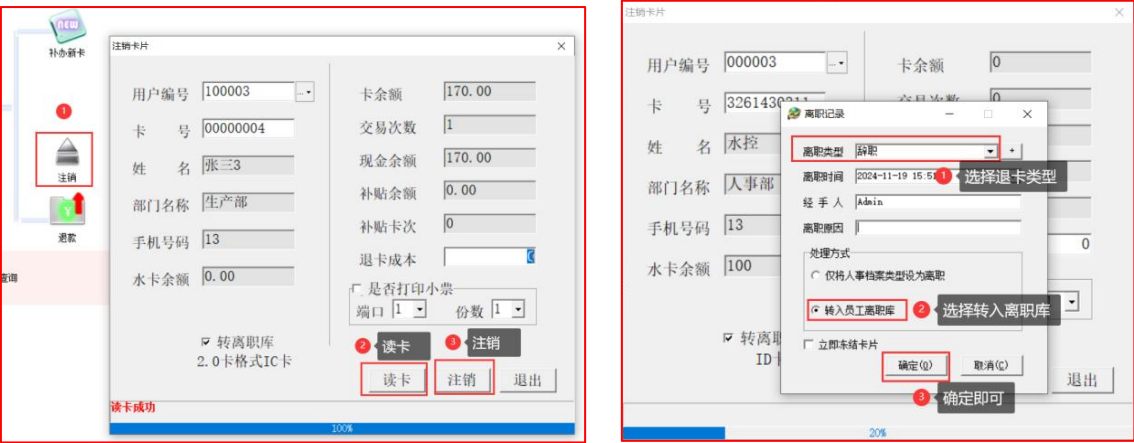 NEW
补办新卡
1
注销
退款
查询
注销卡片
用户编号 100003
卡余额 170.00
卡 号 00000004
交易次数 1
姓 名 张三3
现金余额 170.00
部门名称 生产部
补贴余额 0.00
手机号码 13
补贴卡次 0
水卡余额 0.00
退卡成本 0
是否打印小票
端口 1 份数 1
转离职库
2.0卡格式IC卡
2 读卡
3 注销
读卡 注销 退出
读卡成功
100%
注销卡片
用户编号 000003
卡余额 0
卡 号 3261430311
交易次数 0
姓 名 水控
部门名称 人事部
手机号码 13
水卡余额 100
0
转离职
ID卡
退出
20%
离职记录
离职类型 辞职
1 选择退卡类型
离职时间 2024-11-19 15:51
经 手 人 Admin
离职原因
处理方式
仅将人事档案类型设为离职
转入员工离职库
2 选择转入离职库
立即冻结卡片
确定(O) 取消(C)
3 确定即可